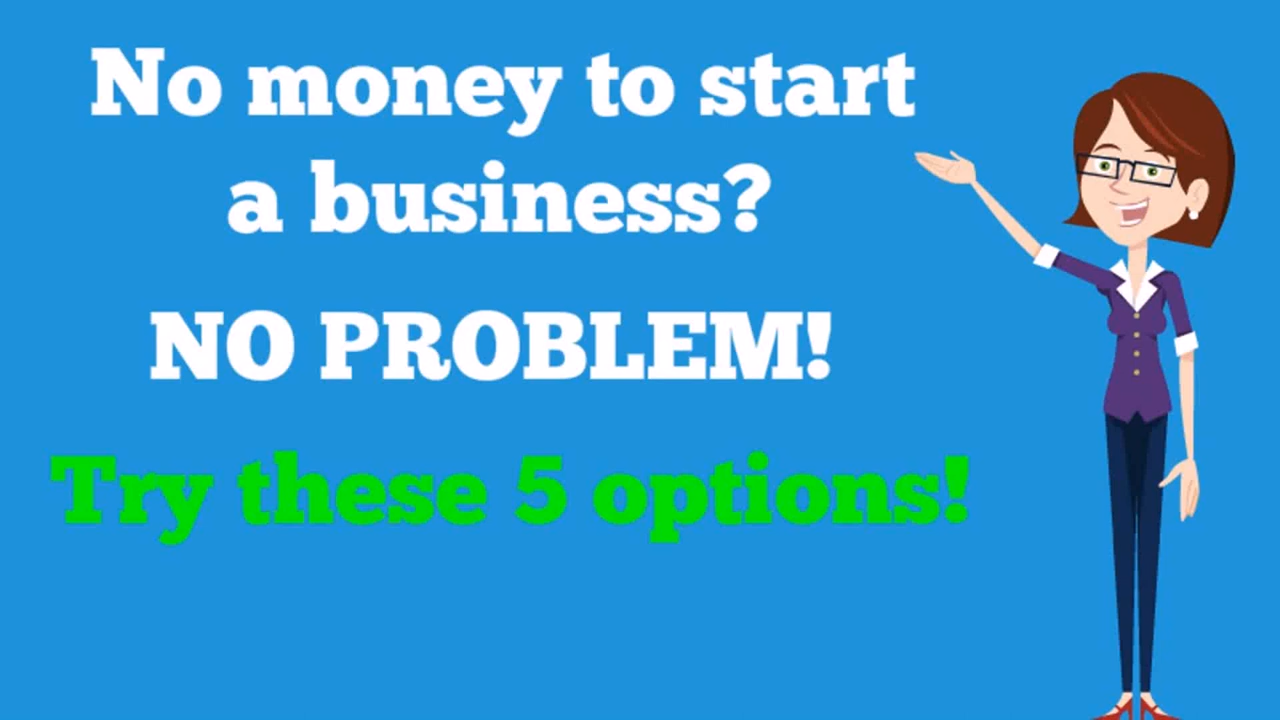 No money to start
a business?
NO PROBLEM!
Try these 5 options!